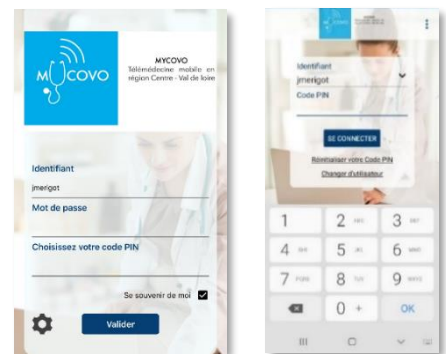 MYCOVO
MYCOVO
Télémédecine mobile en
région Centre - Val de loire
Identifiant
jmerigot
Mot de passe
Choisissez votre code PIN
Se souvenir de moi
Valider
Identifiant
jmerigot
Code PIN
SE CONNECTER
Réinitialiser votre Code PIN
Changer d'utilisateur
1 2 3
4 5 6
7 8 9
0 + OK